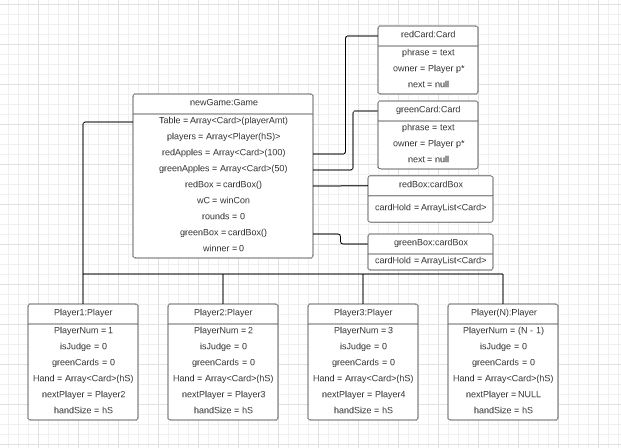 redCard:Card
phrase = text
owner = Player p*
next = null
newGame:Game
Table = Array<Card>(playerAmt)
players = Array<Player(hS)>
redApples = Array<Card>(100)
greenApples = Array<Card>(50)
redBox = cardBox()
wC = winCon
rounds = 0
greenBox = cardBox()
winner = 0
greenCard:Card
phrase = text
owner = Player p*
next = null
redBox:cardBox
cardHold = ArrayList<Card>
greenBox:cardBox
cardHold = ArrayList<Card>
Player1:Player
PlayerNum = 1
isJudge = 0
greenCards = 0
Hand = Array<Card>(hS)
nextPlayer = Player2
handSize = hS
Player2:Player
PlayerNum = 2
isJudge = 0
greenCards = 0
Hand = Array<Card>(hS)
nextPlayer = Player3
handSize = hS
Player3:Player
PlayerNum = 3
isJudge = 0
greenCards = 0
Hand = Array<Card>(hS)
nextPlayer = Player4
handSize = hS
Player(N):Player
PlayerNum = (N - 1)
isJudge = 0
greenCards = 0
Hand = Array<Card>(hS)
nextPlayer = NULL
handSize = hS